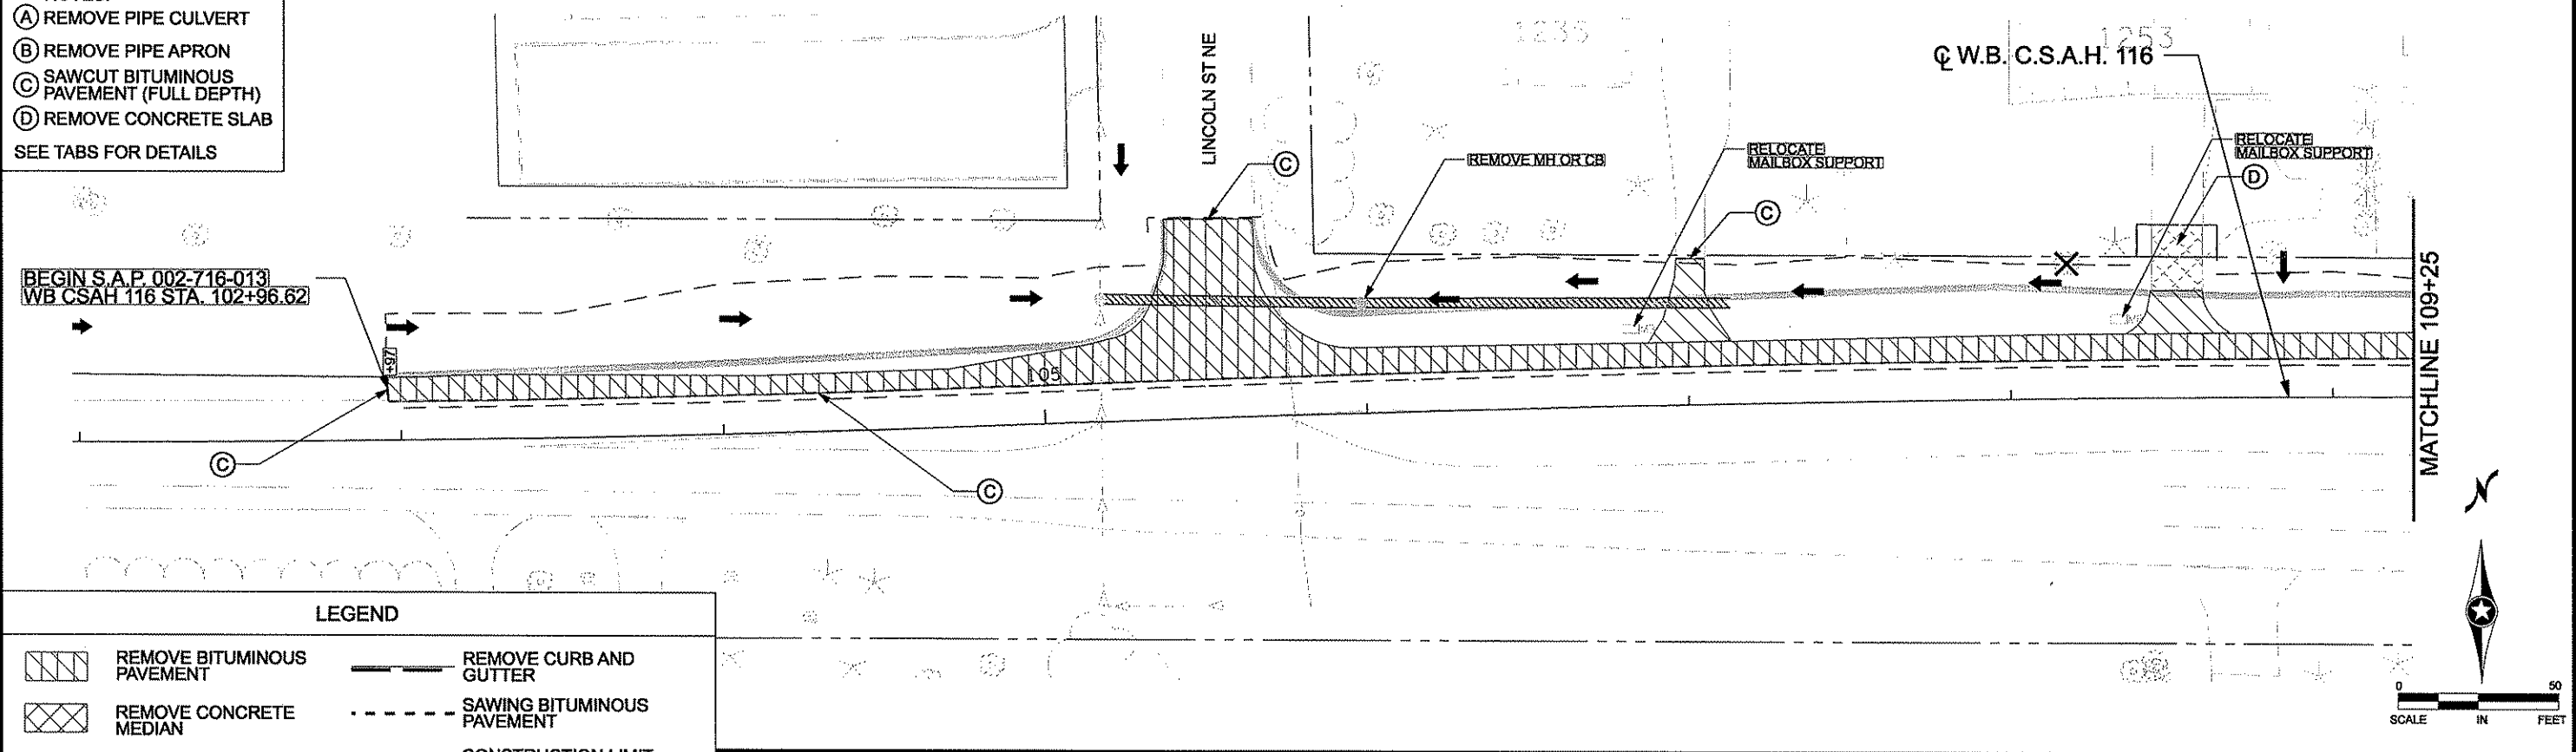 Ⓐ REMOVE PIPE CULVERT
Ⓑ REMOVE PIPE APRON
Ⓒ SAWCUT BITUMINOUS
PAVEMENT (FULL DEPTH)
Ⓓ REMOVE CONCRETE SLAB
SEE TABS FOR DETAILS
LINCOLN ST NE
1235
1253
℄ W.B. C.S.A.H. 116
C
REMOVE MH OR CB
RELOCATE
MAILBOX SUPPORT
C
RELOCATE
MAILBOX SUPPORT
D
BEGIN S.A.P. 002-716-013
WB CSAH 116 STA. 102+96.62
+97
105
C
C
MATCHLINE 109+25
N
0 50
SCALE IN FEET
LEGEND
REMOVE BITUMINOUS
PAVEMENT
REMOVE CURB AND
GUTTER
REMOVE CONCRETE
MEDIAN
SAWING BITUMINOUS
PAVEMENT